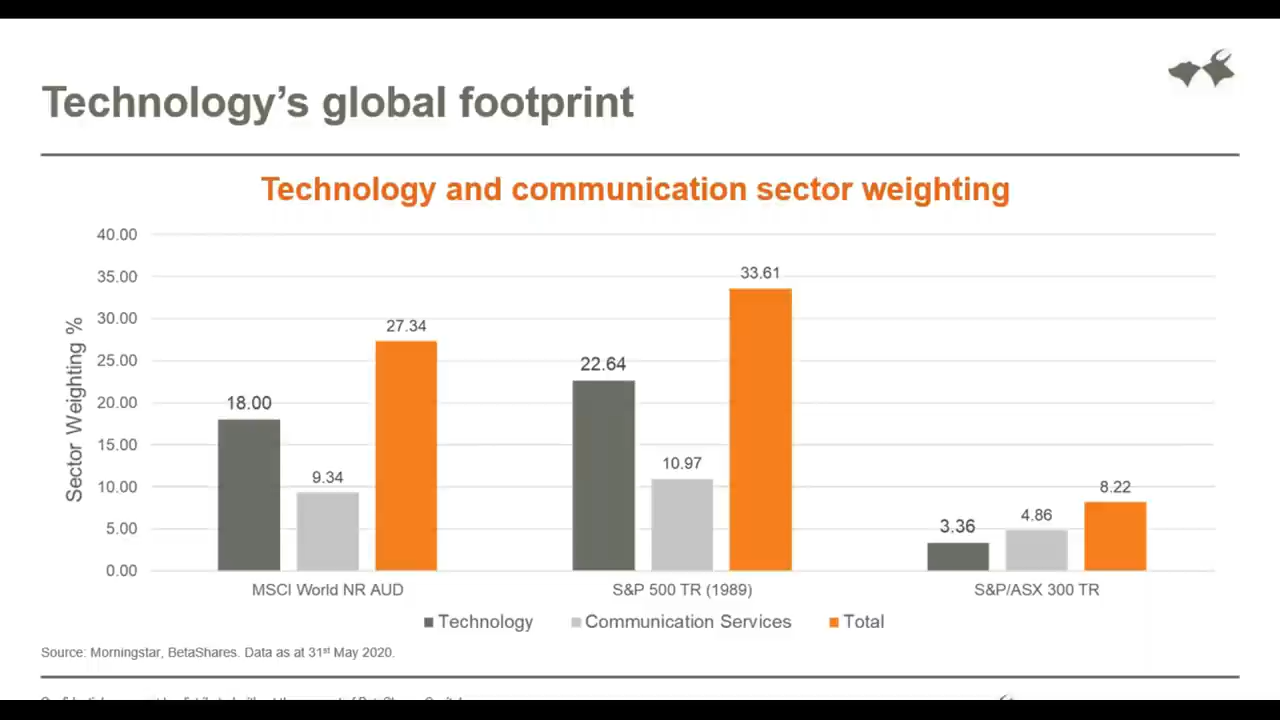 Technology's global footprint
Technology and communication sector weighting
Sector Weighting %
40.00
35.00
30.00
25.00
20.00
15.00
10.00
5.00
0.00
18.00
9.34
27.34
22.64
10.97
33.61
3.36
4.86
8.22
MSCI World NR AUD
S&P 500 TR (1989)
S&P/ASX 300 TR
Technology
Communication Services
Total
Source: Morningstar, BetaShares. Data as at 31st May 2020.